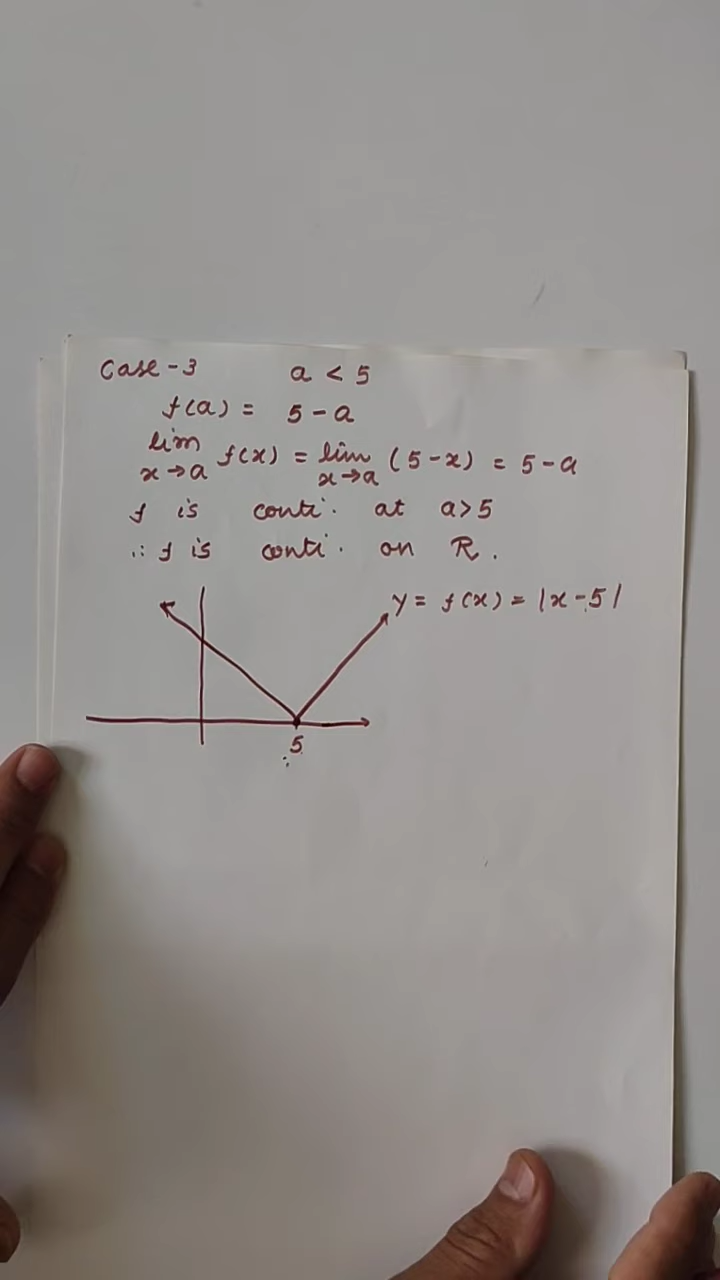 Case-3 a < 5
f(a) = 5-a
lim x→a f(x) = lim x→a (5-x) = 5-a
f is conti. at a>5
∴ f is conti. on R.
y = f(x) = |x-5|
5